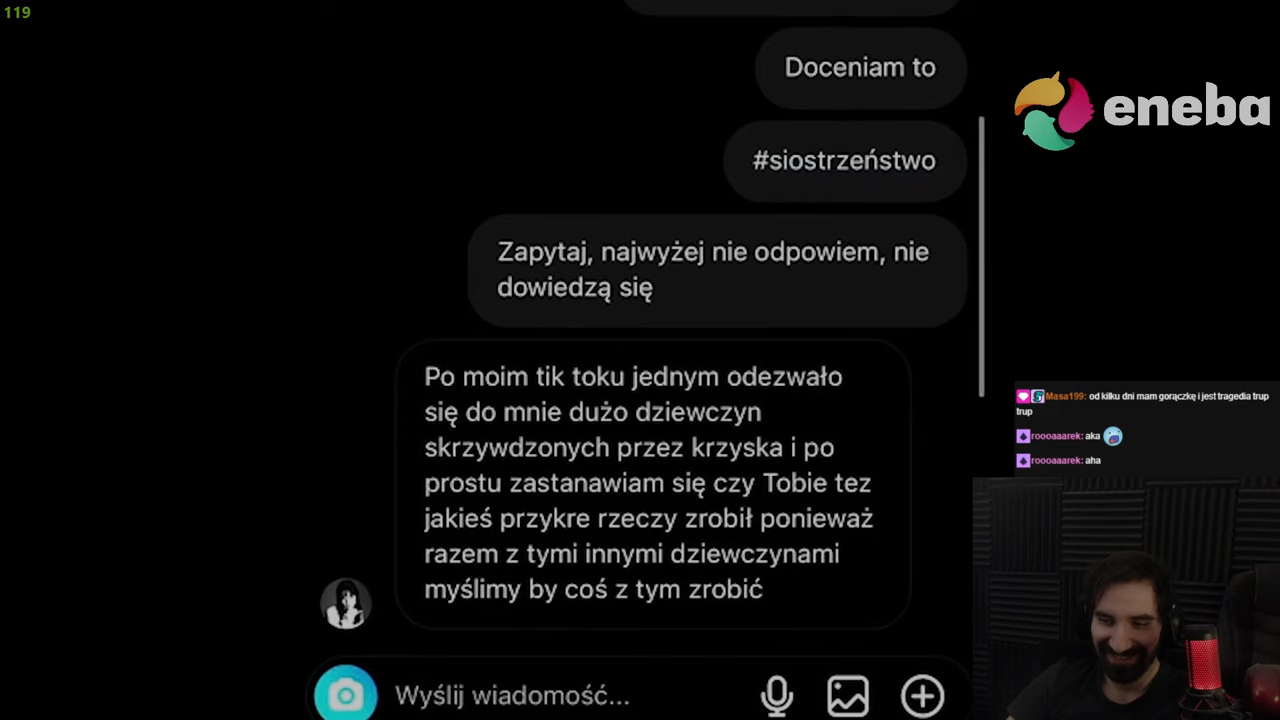 119
Doceniam to
eneba
#siostrzeństwo
Zapytaj, najwyżej nie odpowiem, nie
dowiedzą się
Po moim tik toku jednym odezwało
się do mnie dużo dziewczyn
skrzywdzonych przez krzyska i po
prostu zastanawiam się czy Tobie tez
jakieś przykre rzeczy zrobił ponieważ
razem z tymi innymi dziewczynami
myślimy by coś z tym zrobić
Masa199: od kilku dni mam gorączkę i jest tragedia trup
trup
roooaaarek: aka
roooaaarek: aha
Wyślij wiadomość...